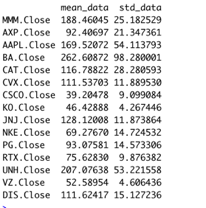 mean_data std_data
MMM.Close 188.46045 25.182529
AXP.Close 92.40697 21.347361
AAPL.Close 169.52072 54.113793
BA.Close 262.60872 98.280001
CAT.Close 116.78822 28.280593
CVX.Close 111.53703 11.889530
CSCO.Close 39.20478 9.099084
KO.Close 46.42888 4.267446
JNJ.Close 128.12008 11.873864
NKE.Close 69.27670 14.724532
PG.Close 93.07581 14.573306
RTX.Close 75.62830 9.876382
UNH.Close 207.07638 53.221558
VZ.Close 52.58954 4.606436
DIS.Close 111.62417 15.127236